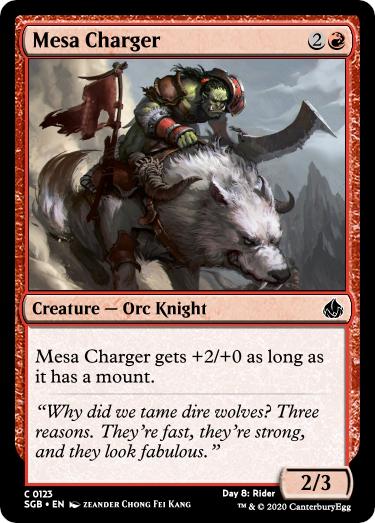 Mesa Charger 2
Creature — Orc Knight
Mesa Charger gets +2/+0 as long as
it has a mount.
“Why did we tame dire wolves? Three
reasons. They’re fast, they’re strong,
and they look fabulous.”
2/3
C 0123
SGB • EN ZEANDER CHONG FEI KANG
Day 8: Rider
™ & © 2020 CanterburyEgg